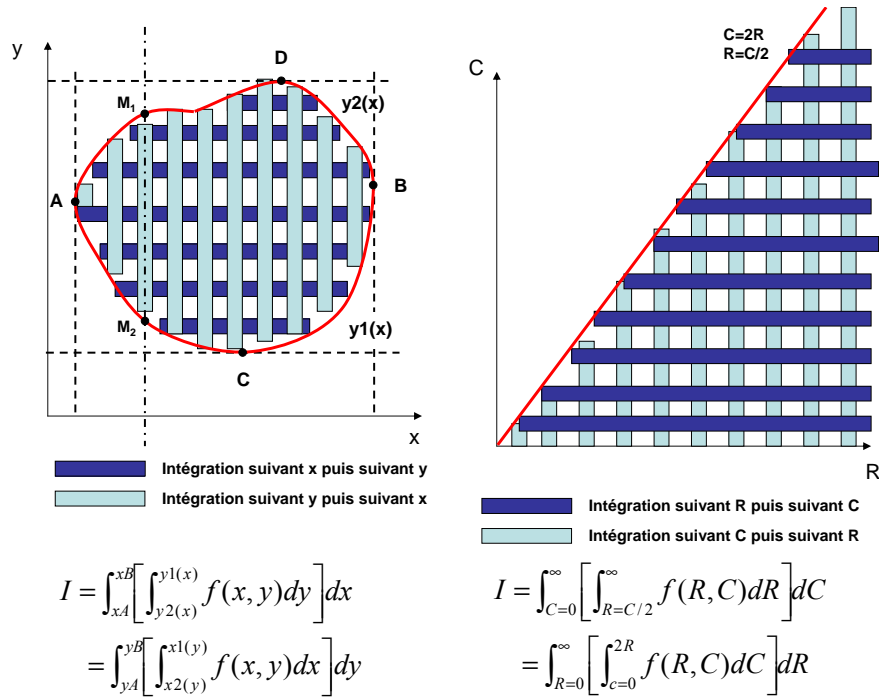 y
D
M₁
y2(x)
A
B
M₂
y1(x)
C
x
Intégration suivant x puis suivant y
Intégration suivant y puis suivant x
I = ∫_{xA}^{xB} [ ∫_{y2(x)}^{y1(x)} f(x, y)dy ] dx
= ∫_{yA}^{yB} [ ∫_{x2(y)}^{x1(y)} f(x, y)dx ] dy
C=2R
R=C/2
C
R
Intégration suivant R puis suivant C
Intégration suivant C puis suivant R
I = ∫_{C=0}^{∞} [ ∫_{R=C/2}^{∞} f(R,C)dR ] dC
= ∫_{R=0}^{∞} [ ∫_{c=0}^{2R} f(R,C)dC ] dR